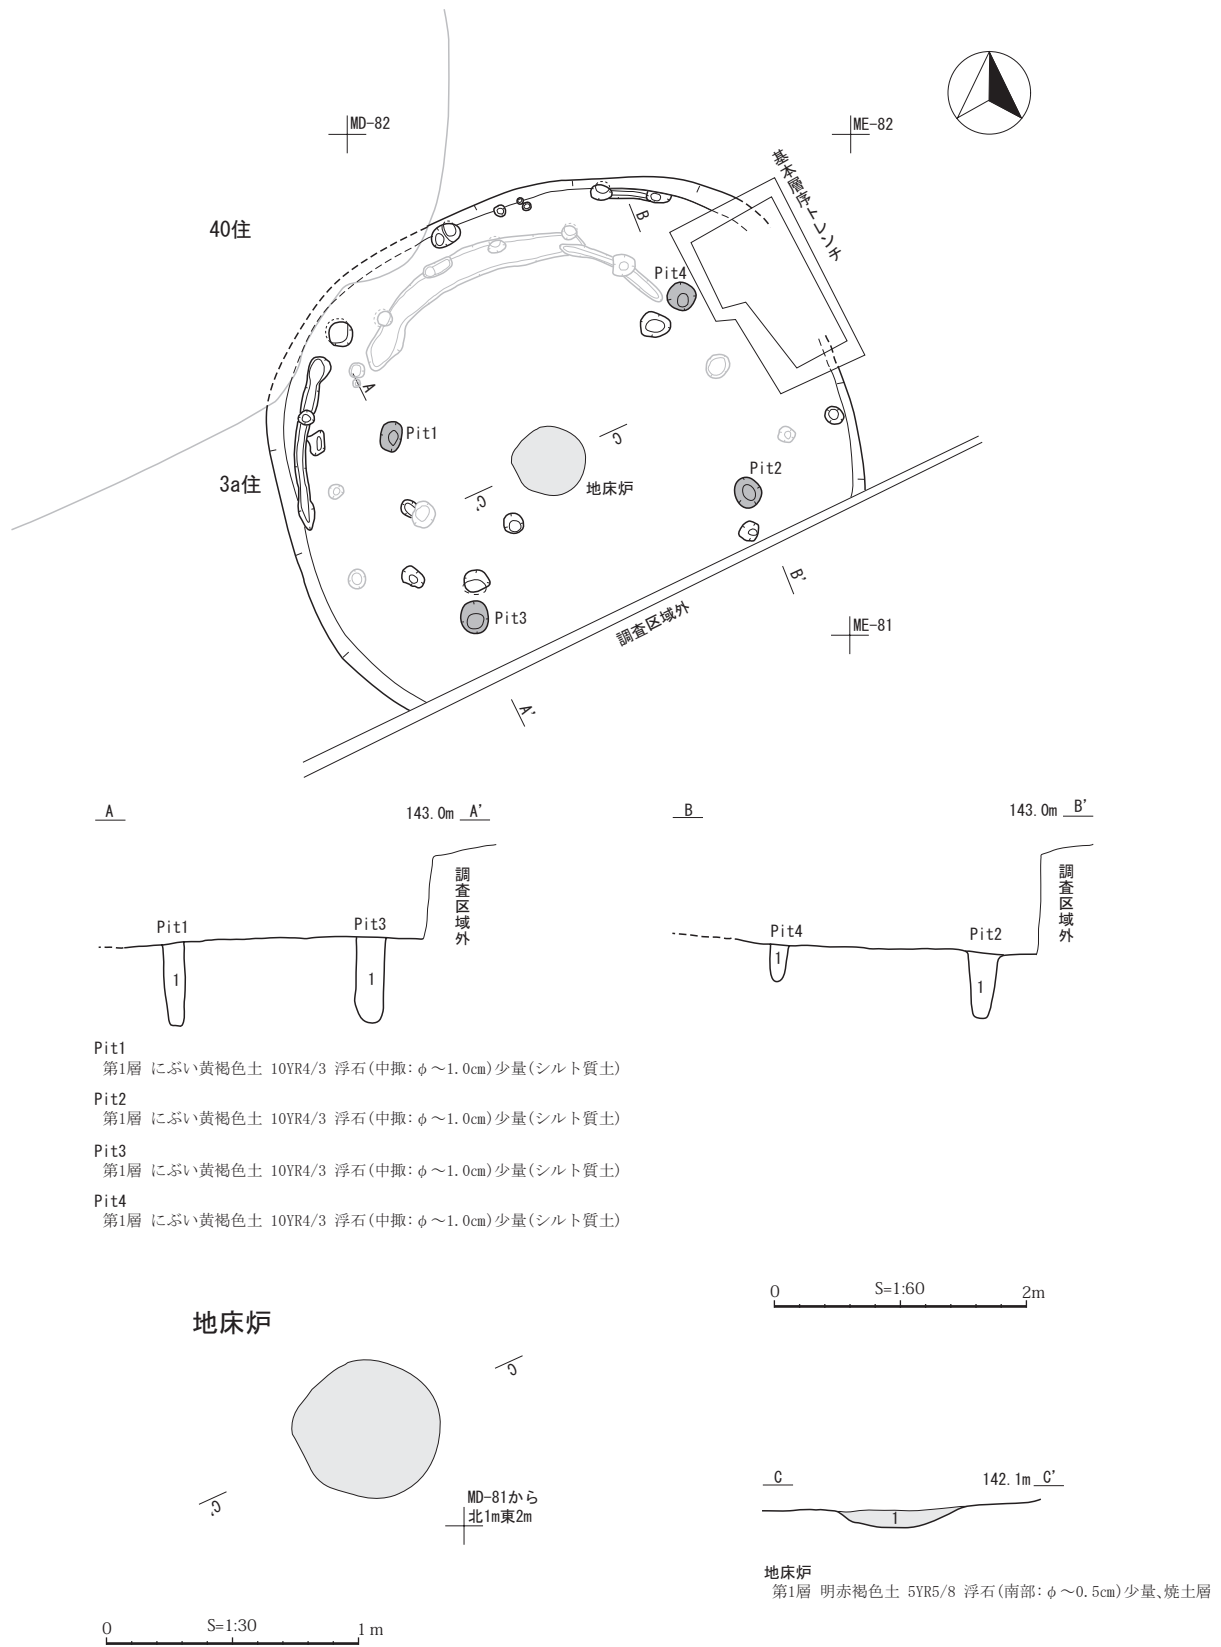 MD-82
ME-82
基本層序トレンチ
40住
B
Pit4
A
Pit1
C
3a住
Pit2
地床炉
C'
B'
Pit3
調査区域外
ME-81
A'
A
143.0m A'
調査区域外
Pit1
Pit3
1
1
B
143.0m B'
調査区域外
Pit4
Pit2
1
1
Pit1
第1層 にぶい黄褐色土 10YR4/3 浮石(中掫:φ～1.0cm)少量(シルト質土)
Pit2
第1層 にぶい黄褐色土 10YR4/3 浮石(中掫:φ～1.0cm)少量(シルト質土)
Pit3
第1層 にぶい黄褐色土 10YR4/3 浮石(中掫:φ～1.0cm)少量(シルト質土)
Pit4
第1層 にぶい黄褐色土 10YR4/3 浮石(中掫:φ～1.0cm)少量(シルト質土)
0 S=1:60 2m
地床炉
C
C'
MD-81から
北1m東2m
C
142.1m C'
1
地床炉
第1層 明赤褐色土 5YR5/8 浮石(南部:φ～0.5cm)少量、焼土層
0 S=1:30 1m